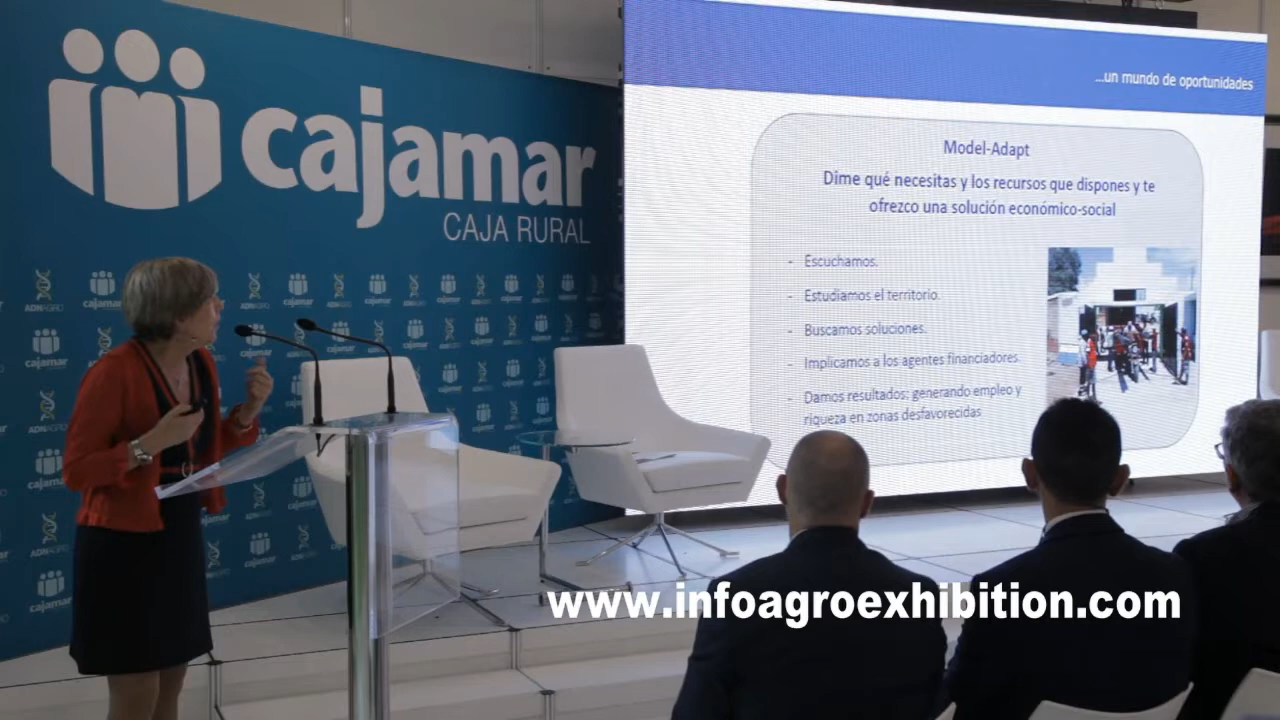 cajamar
CAJA RURAL
...un mundo de oportunidades
Model-Adapt
Dime qué necesitas y los recursos que dispones y te
ofrezco una solución económico-social
- Escuchamos.
- Estudiamos el territorio.
- Buscamos soluciones.
- Implicamos a los agentes financiadores.
- Damos resultados: generando empleo y
riqueza en zonas desfavorecidas
ADNAGRO
cajamar
www.infoagroexhibition.com